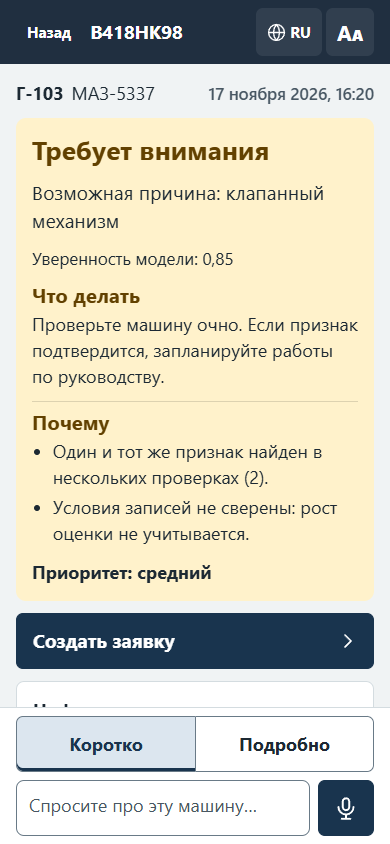 Назад В418НК98 RU Aa
Г-103 МАЗ-5337 17 ноября 2026, 16:20
Требует внимания
Возможная причина: клапанный
механизм
Уверенность модели: 0,85
Что делать
Проверьте машину очно. Если признак
подтвердится, запланируйте работы
по руководству.
Почему
• Один и тот же признак найден в
нескольких проверках (2).
• Условия записей не сверены: рост
оценки не учитывается.
Приоритет: средний
Создать заявку
Коротко Подробно
Спросите про эту машину...